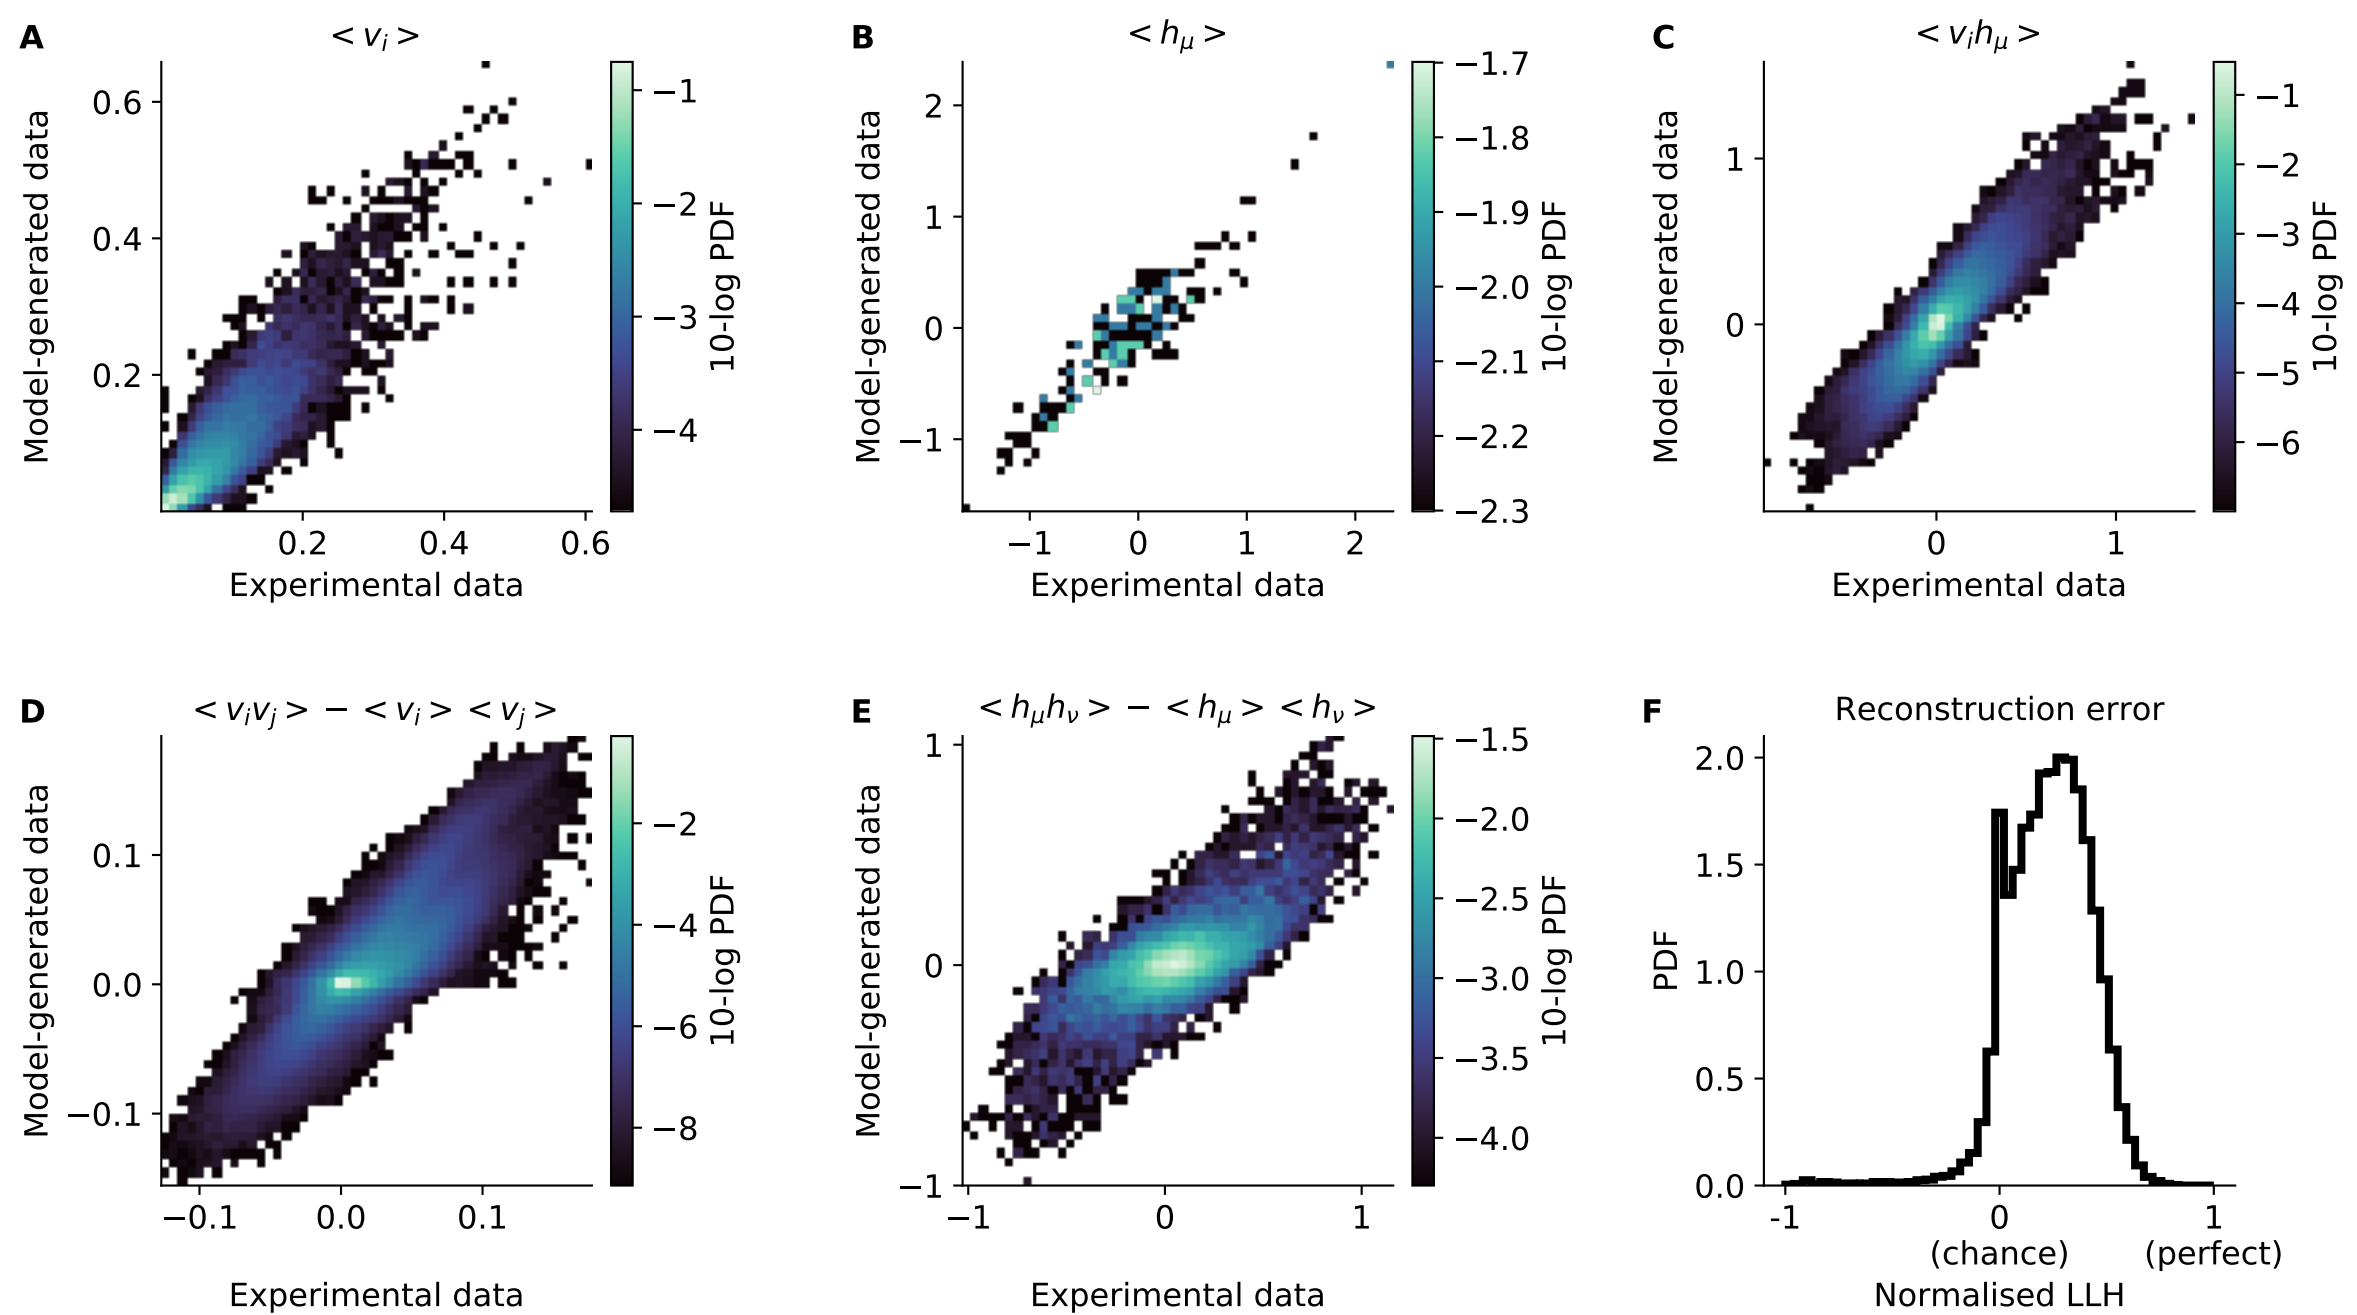 A
< v_i >
Model-generated data
0.6
0.4
0.2
0.2
0.4
0.6
Experimental data
−1
−2
−3
−4
10-log PDF
B
< h_μ >
Model-generated data
2
1
0
−1
−1
0
1
2
Experimental data
−1.7
−1.8
−1.9
−2.0
−2.1
−2.2
−2.3
10-log PDF
C
< v_i h_μ >
Model-generated data
1
0
0
1
Experimental data
−1
−2
−3
−4
−5
−6
10-log PDF
D
< v_i v_j > − < v_i > < v_j >
Model-generated data
0.1
0.0
−0.1
−0.1
0.0
0.1
Experimental data
−2
−4
−6
−8
10-log PDF
E
< h_μ h_ν > − < h_μ > < h_ν >
Model-generated data
1
0
−1
−1
0
1
Experimental data
−1.5
−2.0
−2.5
−3.0
−3.5
−4.0
10-log PDF
F
Reconstruction error
PDF
2.0
1.5
1.0
0.5
0.0
-1
0
1
(chance)
(perfect)
Normalised LLH